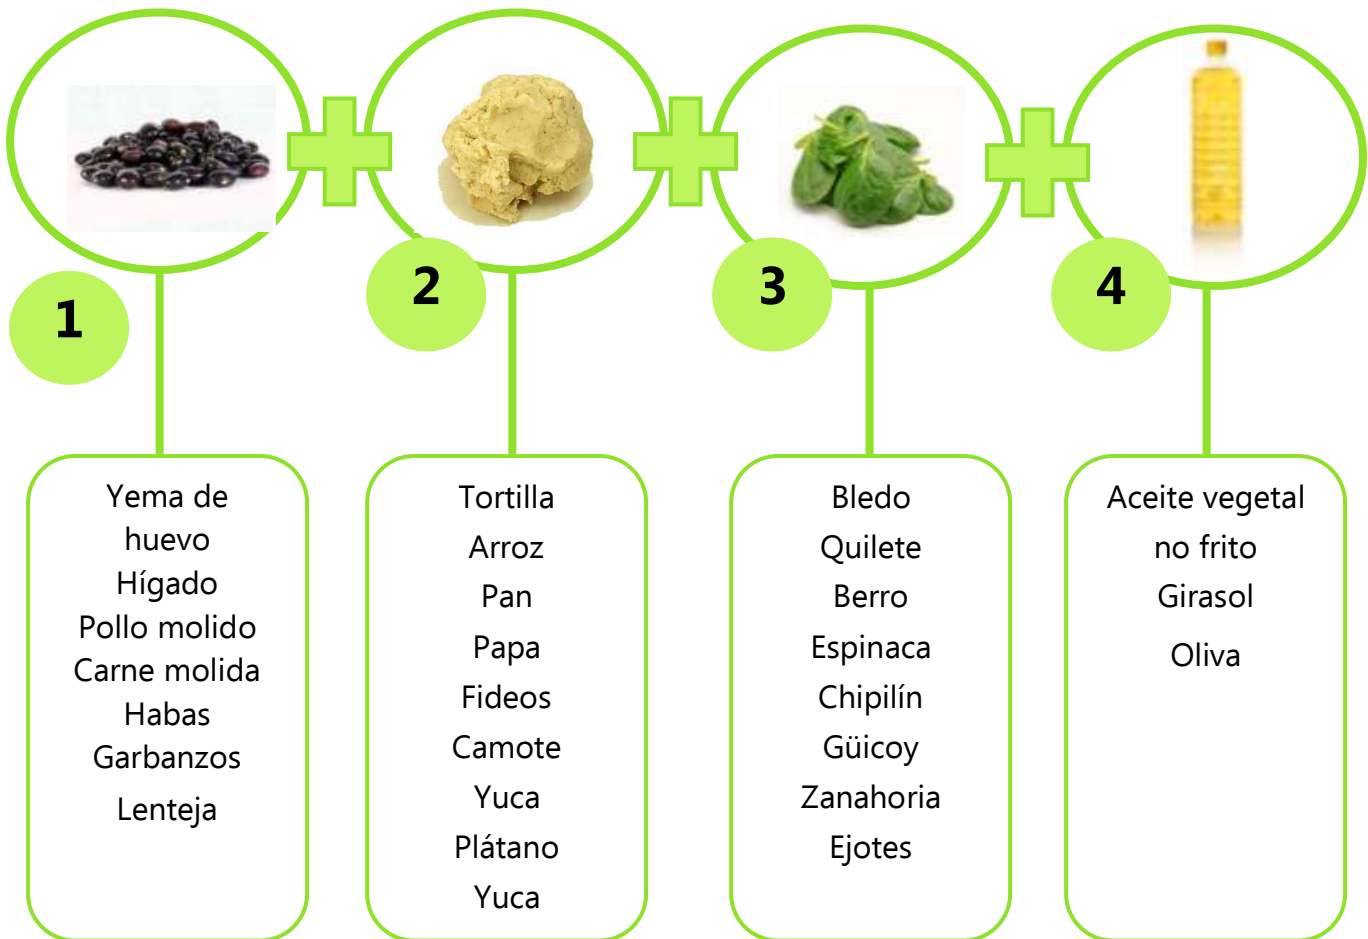 1
2
3
4
Yema de
huevo
Hígado
Pollo molido
Carne molida
Habas
Garbanzos
Lenteja
Tortilla
Arroz
Pan
Papa
Fideos
Camote
Yuca
Plátano
Yuca
Bledo
Quilete
Berro
Espinaca
Chipilín
Güicoy
Zanahoria
Ejotes
Aceite vegetal
no frito
Girasol
Oliva